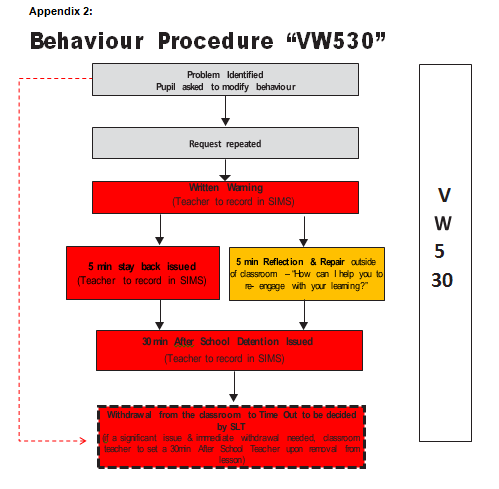 Appendix 2:
Behaviour Procedure “VW530”
Problem Identified
Pupil asked to modify behaviour
Request repeated
Written Warning
(Teacher to record in SIMS)
5 min stay back issued
(Teacher to record in SIMS)
5 min Reflection & Repair outside
of classroom – “How can I help you to
re- engage with your learning?”
30min After School Detention Issued
(Teacher to record in SIMS)
Withdrawal from the classroom to Time Out to be decided
by SLT
(If a significant issue & immediate withdrawal needed, classroom
teacher to set a 30min After School Teacher upon removal from
lesson)
V
W
5
30